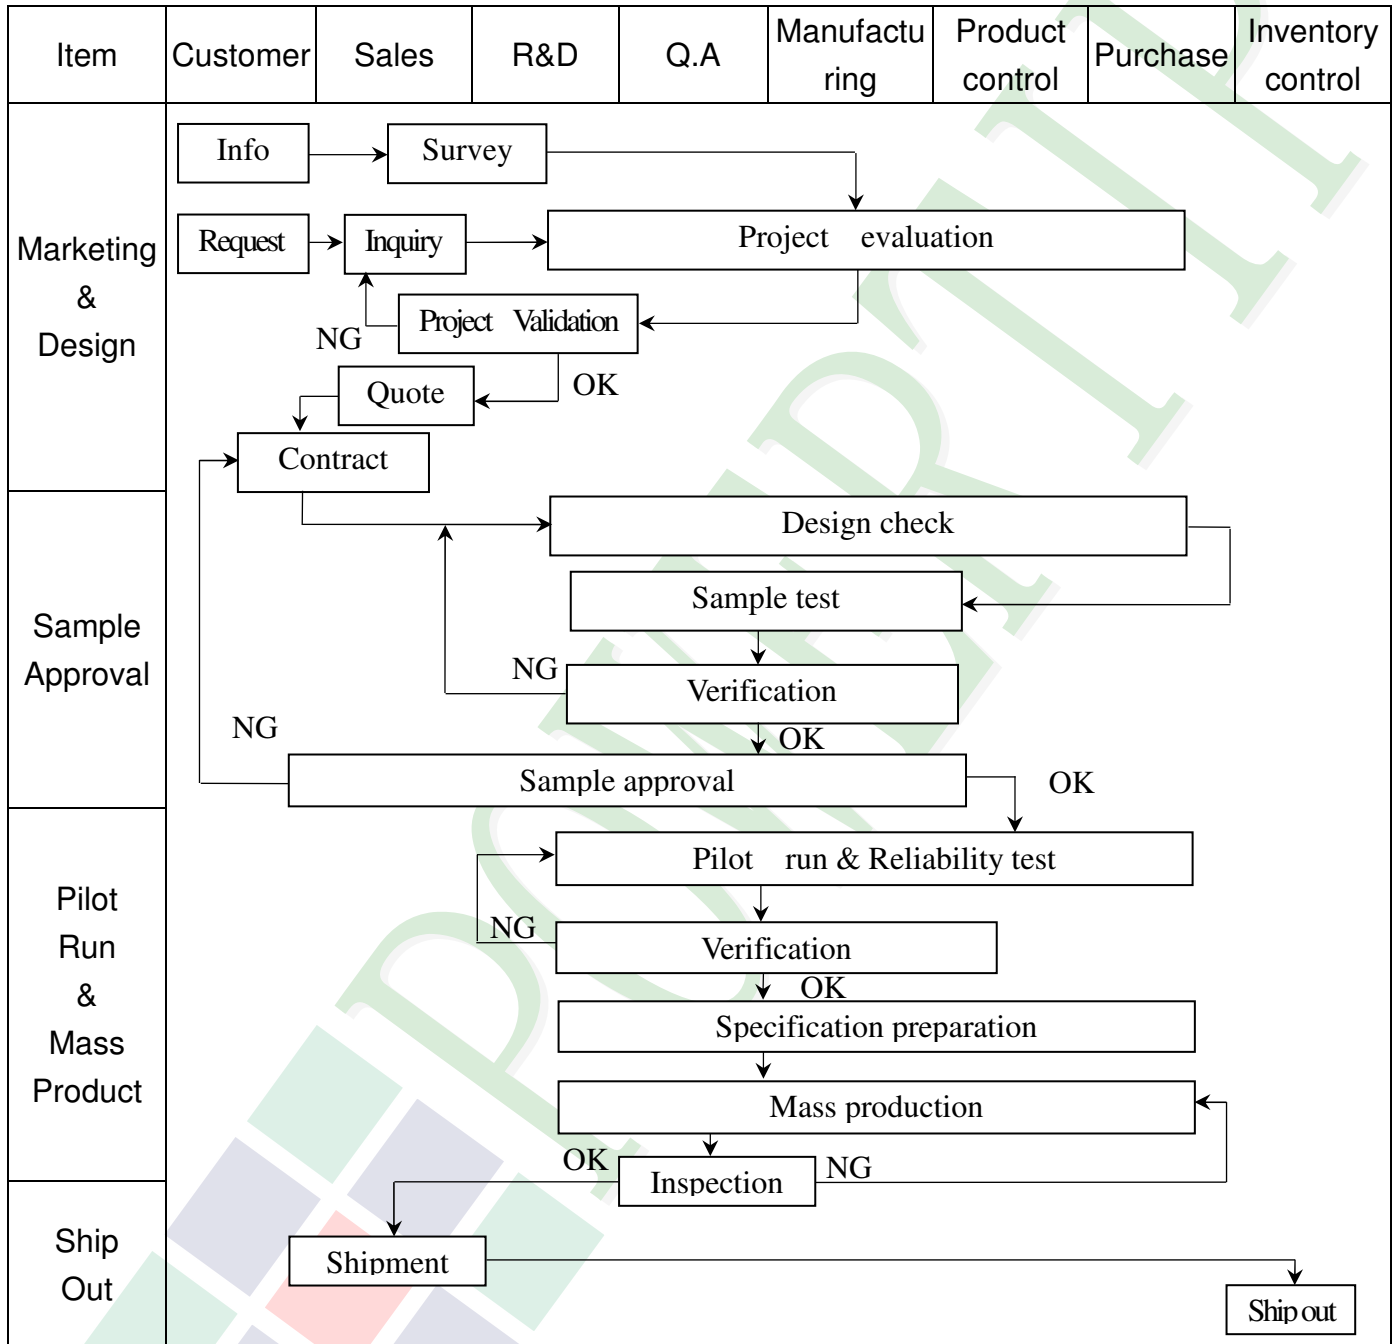 Item Customer Sales R&D Q.A Manufactu Product Purchase Inventory
ring control control
Info Survey
Marketing
&
Design
Request Inquiry Project evaluation
NG Project Validation
Quote OK
Contract
Sample
Approval
Design check
Sample test
NG Verification
NG OK
Sample approval OK
Pilot
Run
&
Mass
Product
Pilot run & Reliability test
NG Verification
OK
Specification preparation
Mass production
OK Inspection NG
Ship
Out
Shipment
Ship out
POWERTIP